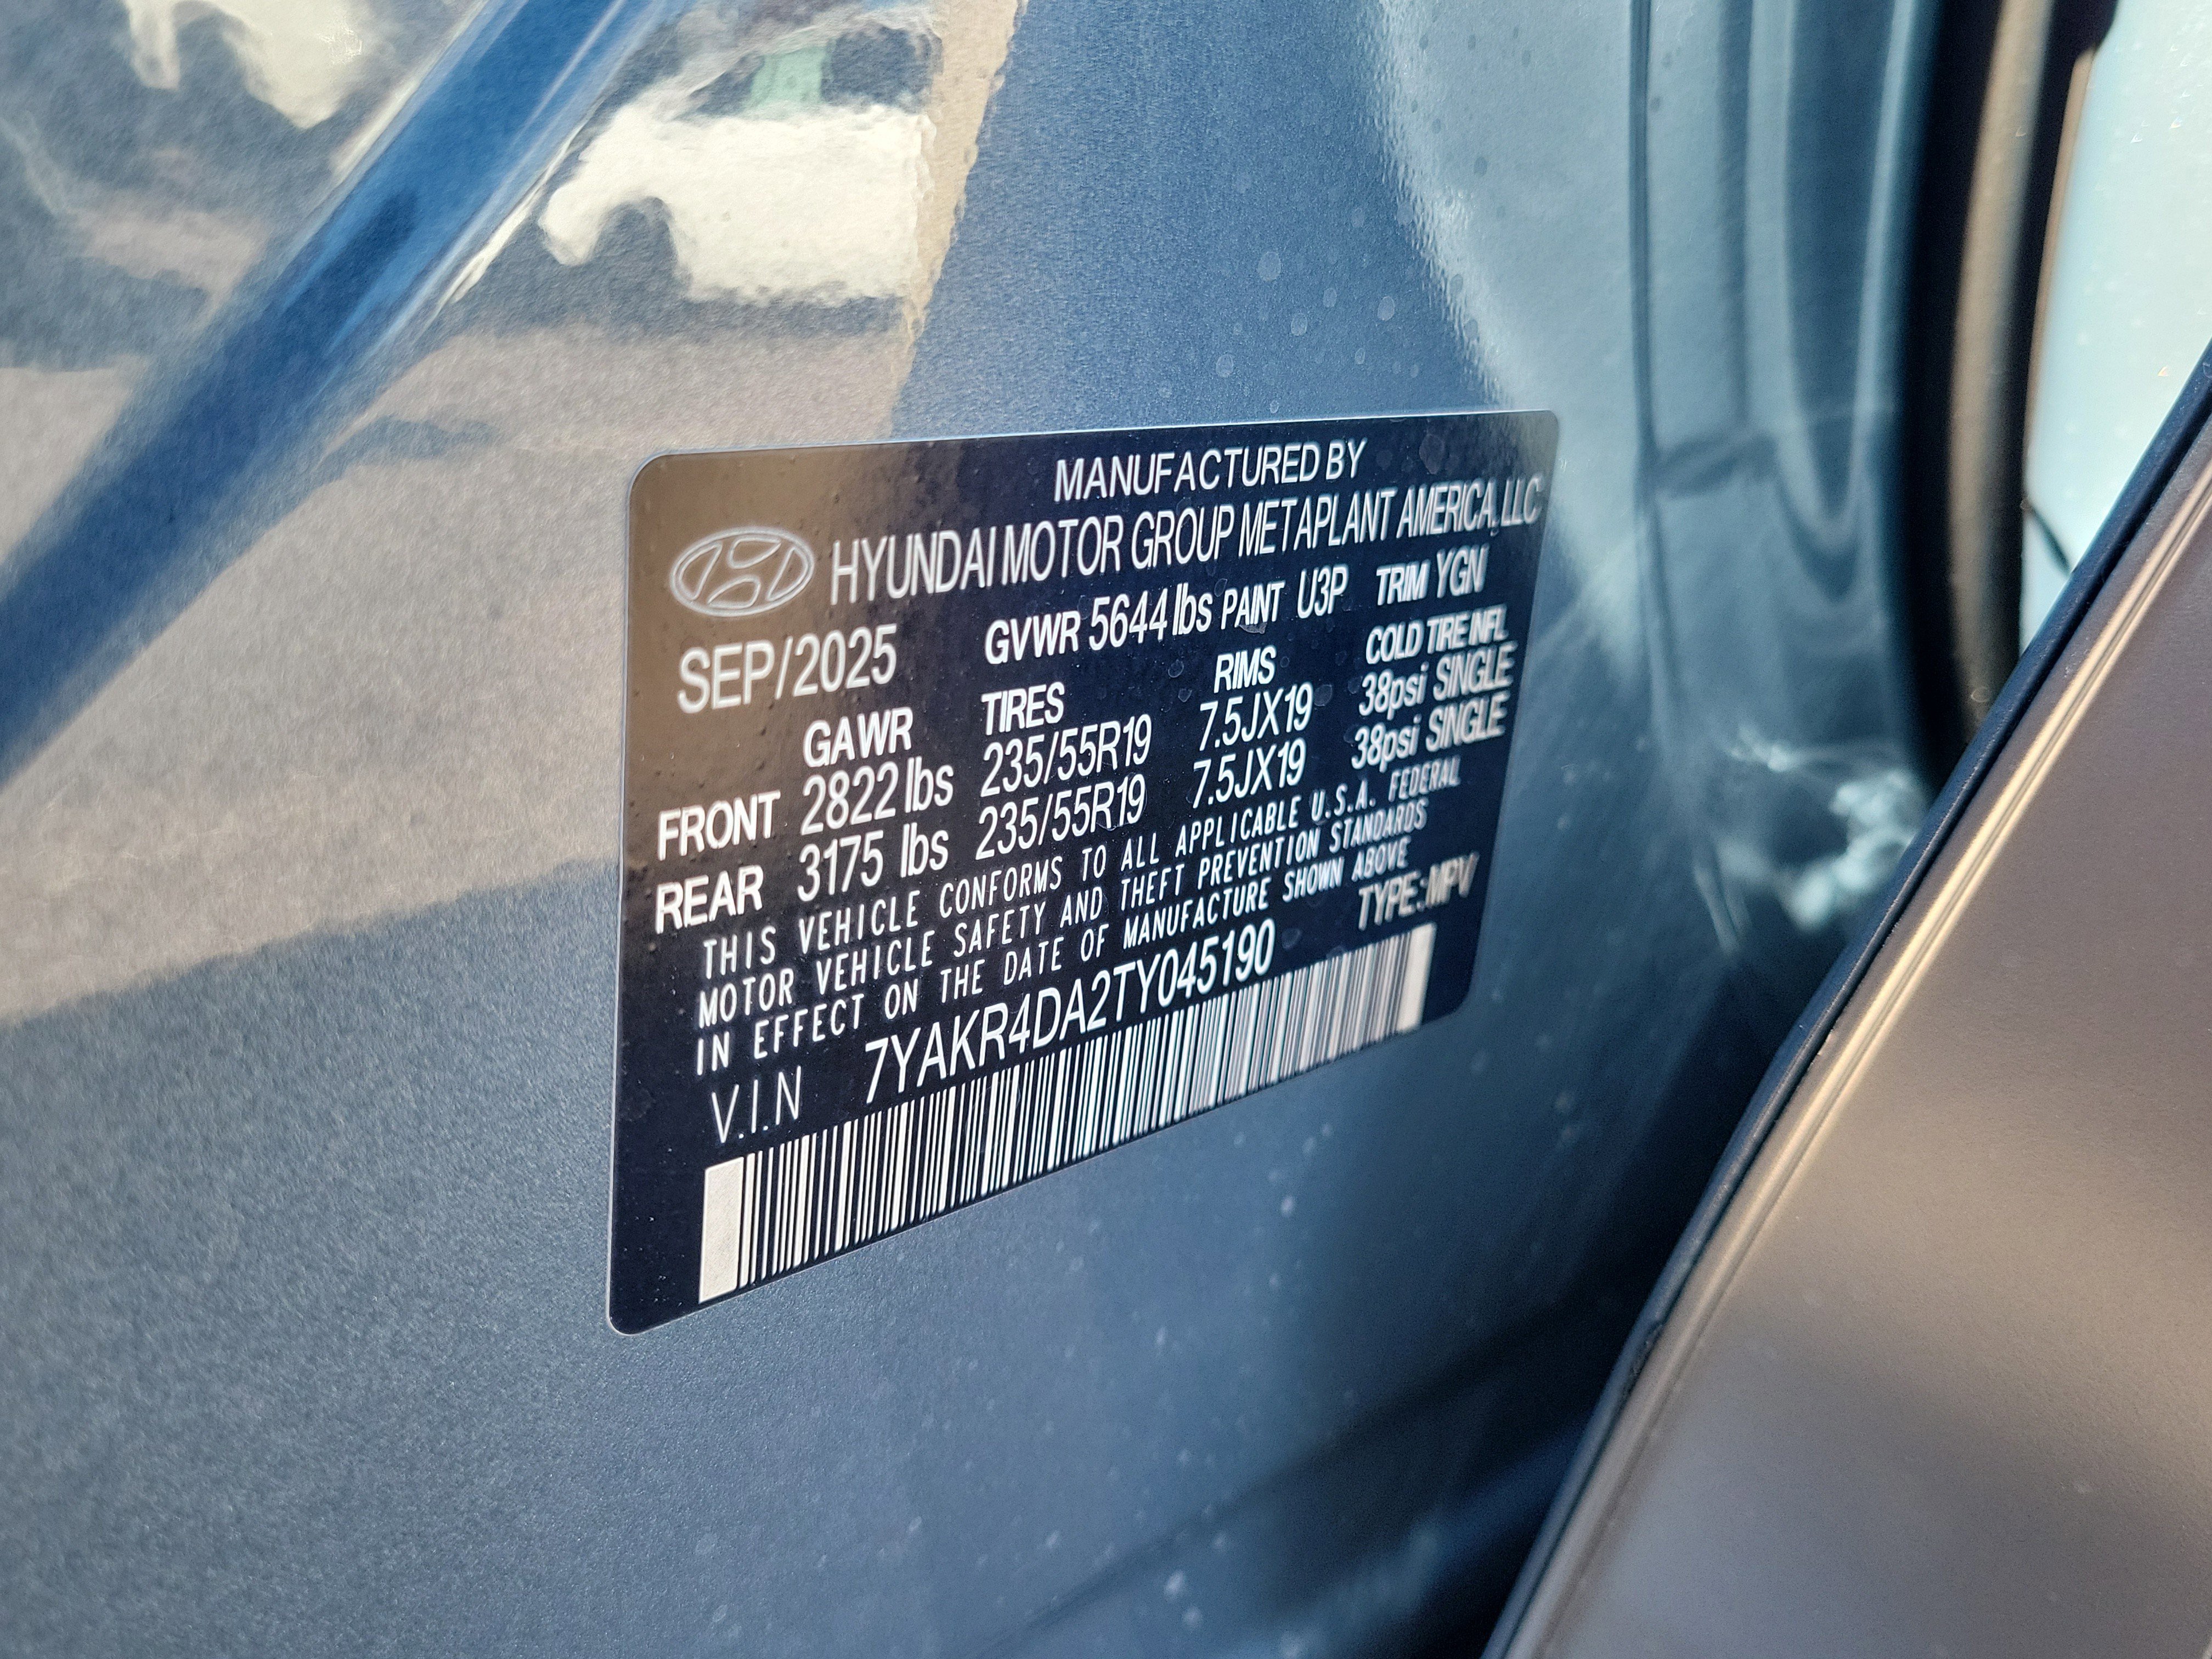 MANUFACTURED BY
HYUNDAI MOTOR GROUP METAPLANT AMERICA, LLC
SEP/2025 GVWR 5644 lbs PAINT U3P TRIM YGN
GAWR TIRES RIMS COLD TIRE INFL
FRONT 2822 lbs 235/55R19 7.5JX19 38psi SINGLE
REAR 3175 lbs 235/55R19 7.5JX19 38psi SINGLE
THIS VEHICLE CONFORMS TO ALL APPLICABLE U.S.A. FEDERAL
MOTOR VEHICLE SAFETY AND THEFT PREVENTION STANDARDS
IN EFFECT ON THE DATE OF MANUFACTURE SHOWN ABOVE
V.I.N 7YAKR4DA2TY045190 TYPE:MPV